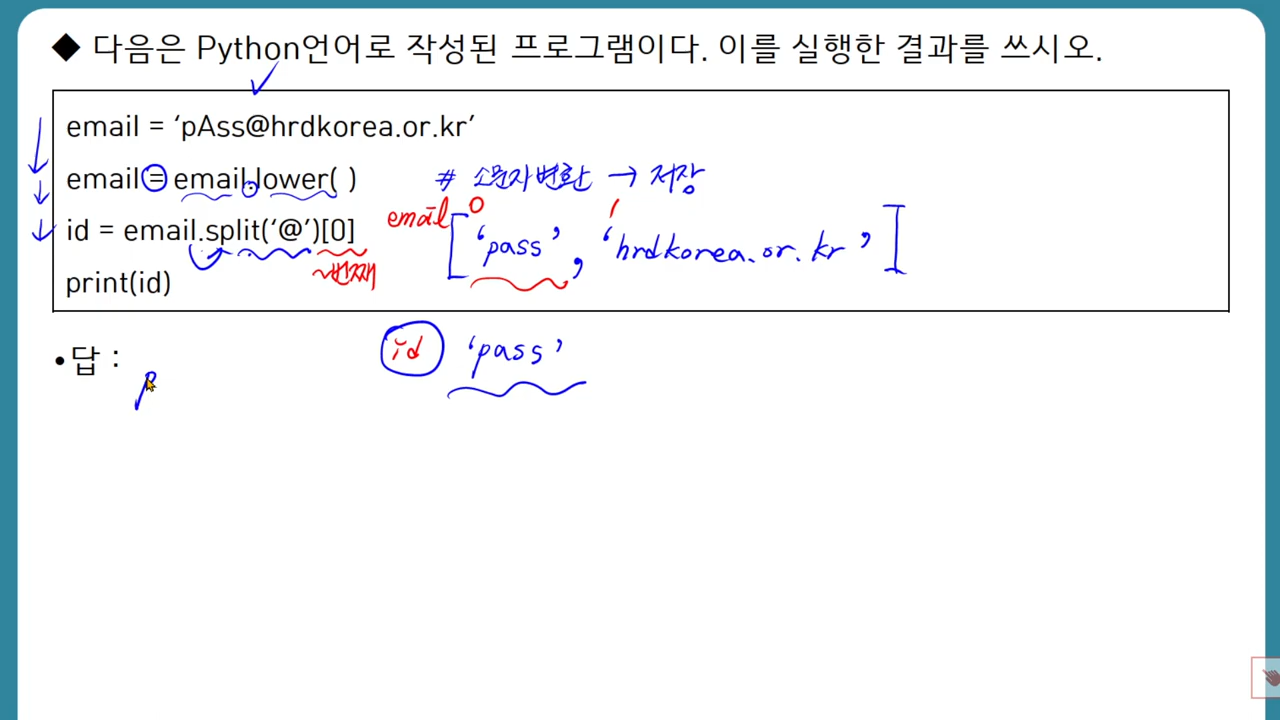 ◆ 다음은 Python언어로 작성된 프로그램이다. 이를 실행한 결과를 쓰시오.
email = ‘pAss@hrdkorea.or.kr’
email = email.lower( ) # 소문자변환 → 저장
id = email.split(‘@’)[0]
번째
email 0 1
[‘pass’, ‘hrdkorea.or.kr’]
print(id)
•답 :
id ‘pass’
p